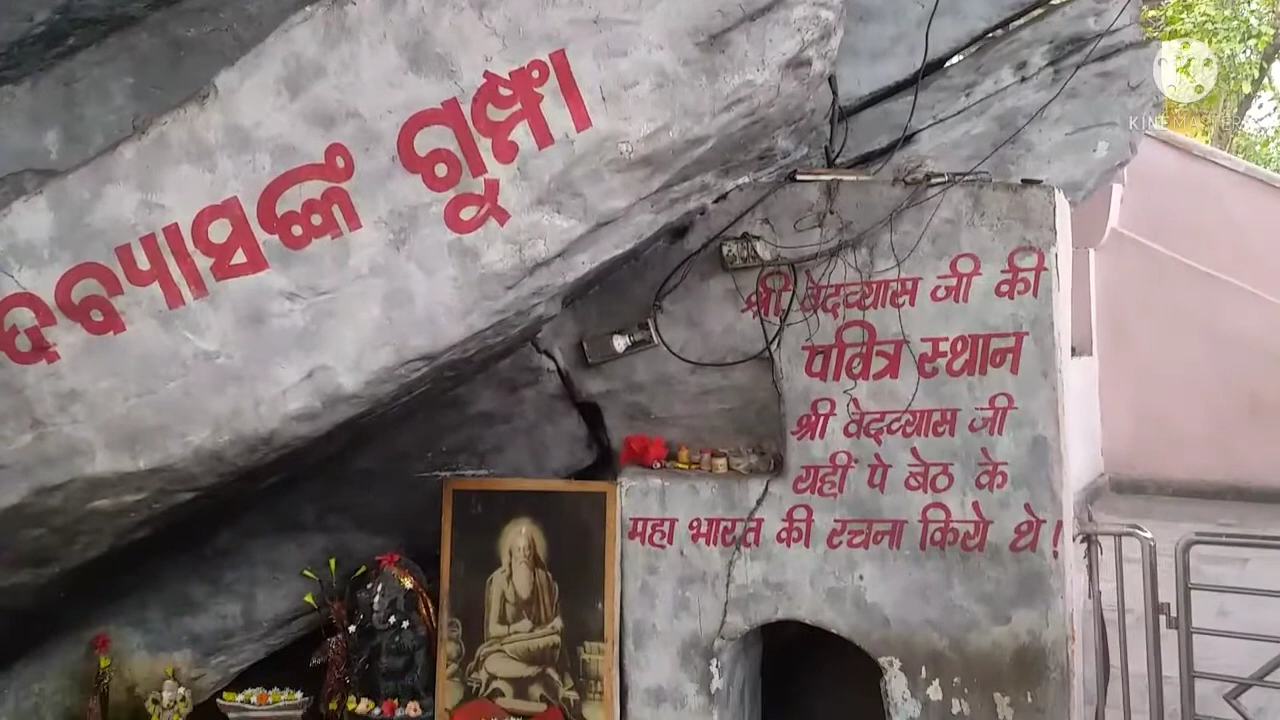 ଦବ୍ୟାସଙ୍କ ଗୁମ୍ଫା
श्री वेदव्यास जी की
पवित्र स्थान
श्री वेदव्यास जी
यहीं पे बेठ के
महा भारत की रचना किये थे!
KINEMASTER